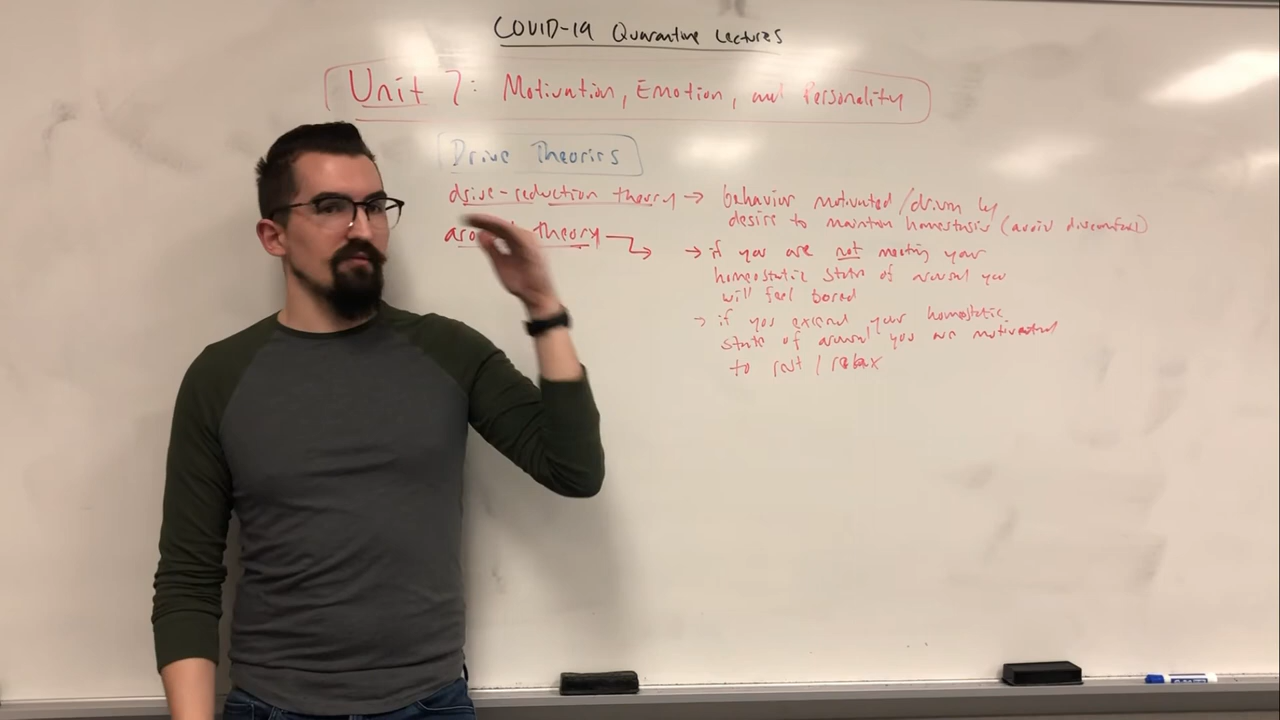 COVID-19 Quarantine Lectures
Unit 7: Motivation, Emotion, and Personality
Drive Theories
drive-reduction theory → behavior motivated/driven by
desire to maintain homeostasis (avoid discomfort)
theory → if you are not meeting your
homeostatic state of arousal you
will feel bored
→ if you exceed your homeostatic
state of arousal you are motivated
to rest / relax